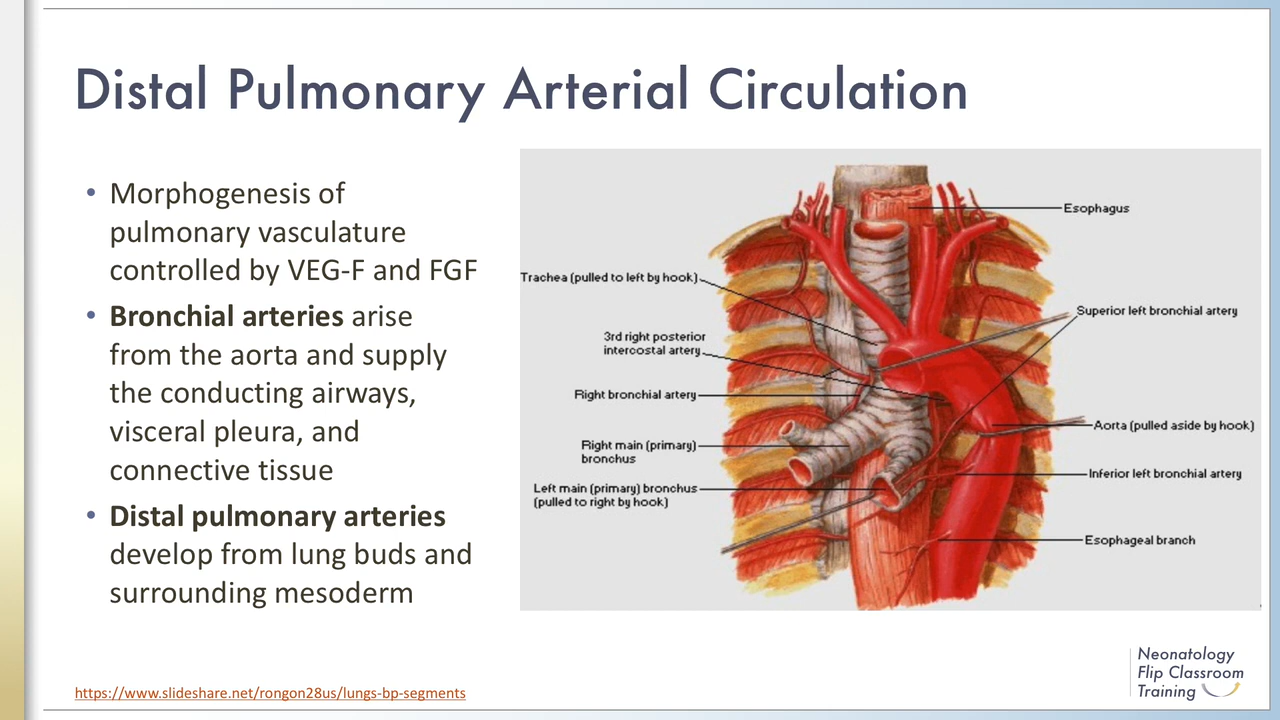 Distal Pulmonary Arterial Circulation
• Morphogenesis of
pulmonary vasculature
controlled by VEG-F and FGF
• Bronchial arteries arise
from the aorta and supply
the conducting airways,
visceral pleura, and
connective tissue
• Distal pulmonary arteries
develop from lung buds and
surrounding mesoderm
Esophagus
Trachea (pulled to left by hook)
Superior left bronchial artery
3rd right posterior
intercostal artery
Right bronchial artery
Aorta (pulled aside by hook)
Right main (primary)
bronchus
Inferior left bronchial artery
Left main (primary) bronchus
(pulled to right by hook)
Esophageal branch
https://www.slideshare.net/rongon28us/lungs-bp-segments
Neonatology
Flip Classroom
Training